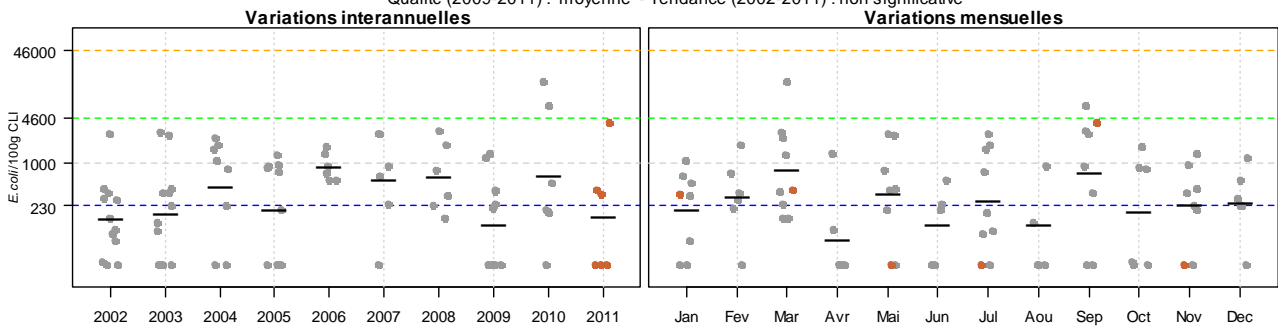 Qualité (2009-2011) : moyenne - Tendance (2002-2011) : non significative
Variations interannuelles
Variations mensuelles
E.coli/100g CLI
46000
4600
1000
230
2002 2003 2004 2005 2006 2007 2008 2009 2010 2011
Jan Fev Mar Avr Mai Jun Jul Aou Sep Oct Nov Dec